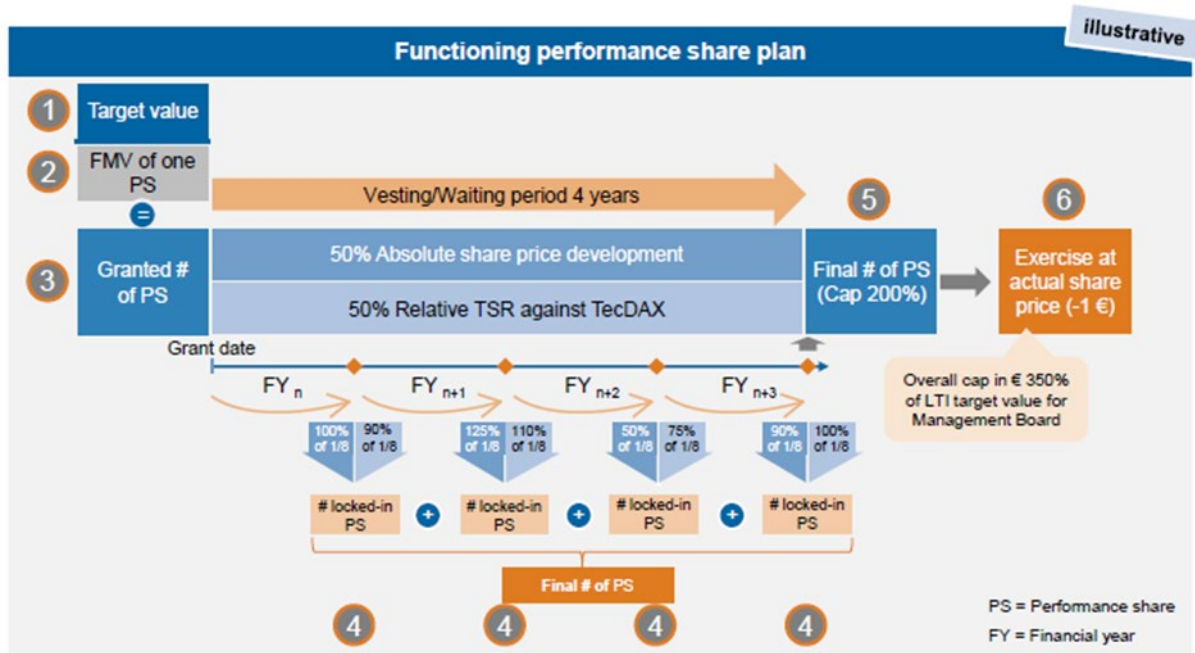 illustrative
Functioning performance share plan
1
Target value
2
FMV of one
PS
=
Vesting/Waiting period 4 years
5
6
3
Granted #
of PS
50% Absolute share price development
50% Relative TSR against TecDAX
Final # of PS
(Cap 200%)
Exercise at
actual share
price (-1 €)
Grant date
FY n
FY n+1
FY n+2
FY n+3
Overall cap in € 350%
of LTI target value for
Management Board
100%
of 1/8
90%
of 1/8
125%
of 1/8
110%
of 1/8
50%
of 1/8
75%
of 1/8
90%
of 1/8
100%
of 1/8
# locked-in
PS
+
# locked-in
PS
+
# locked-in
PS
+
# locked-in
PS
Final # of PS
4
4
4
4
PS = Performance share
FY = Financial year